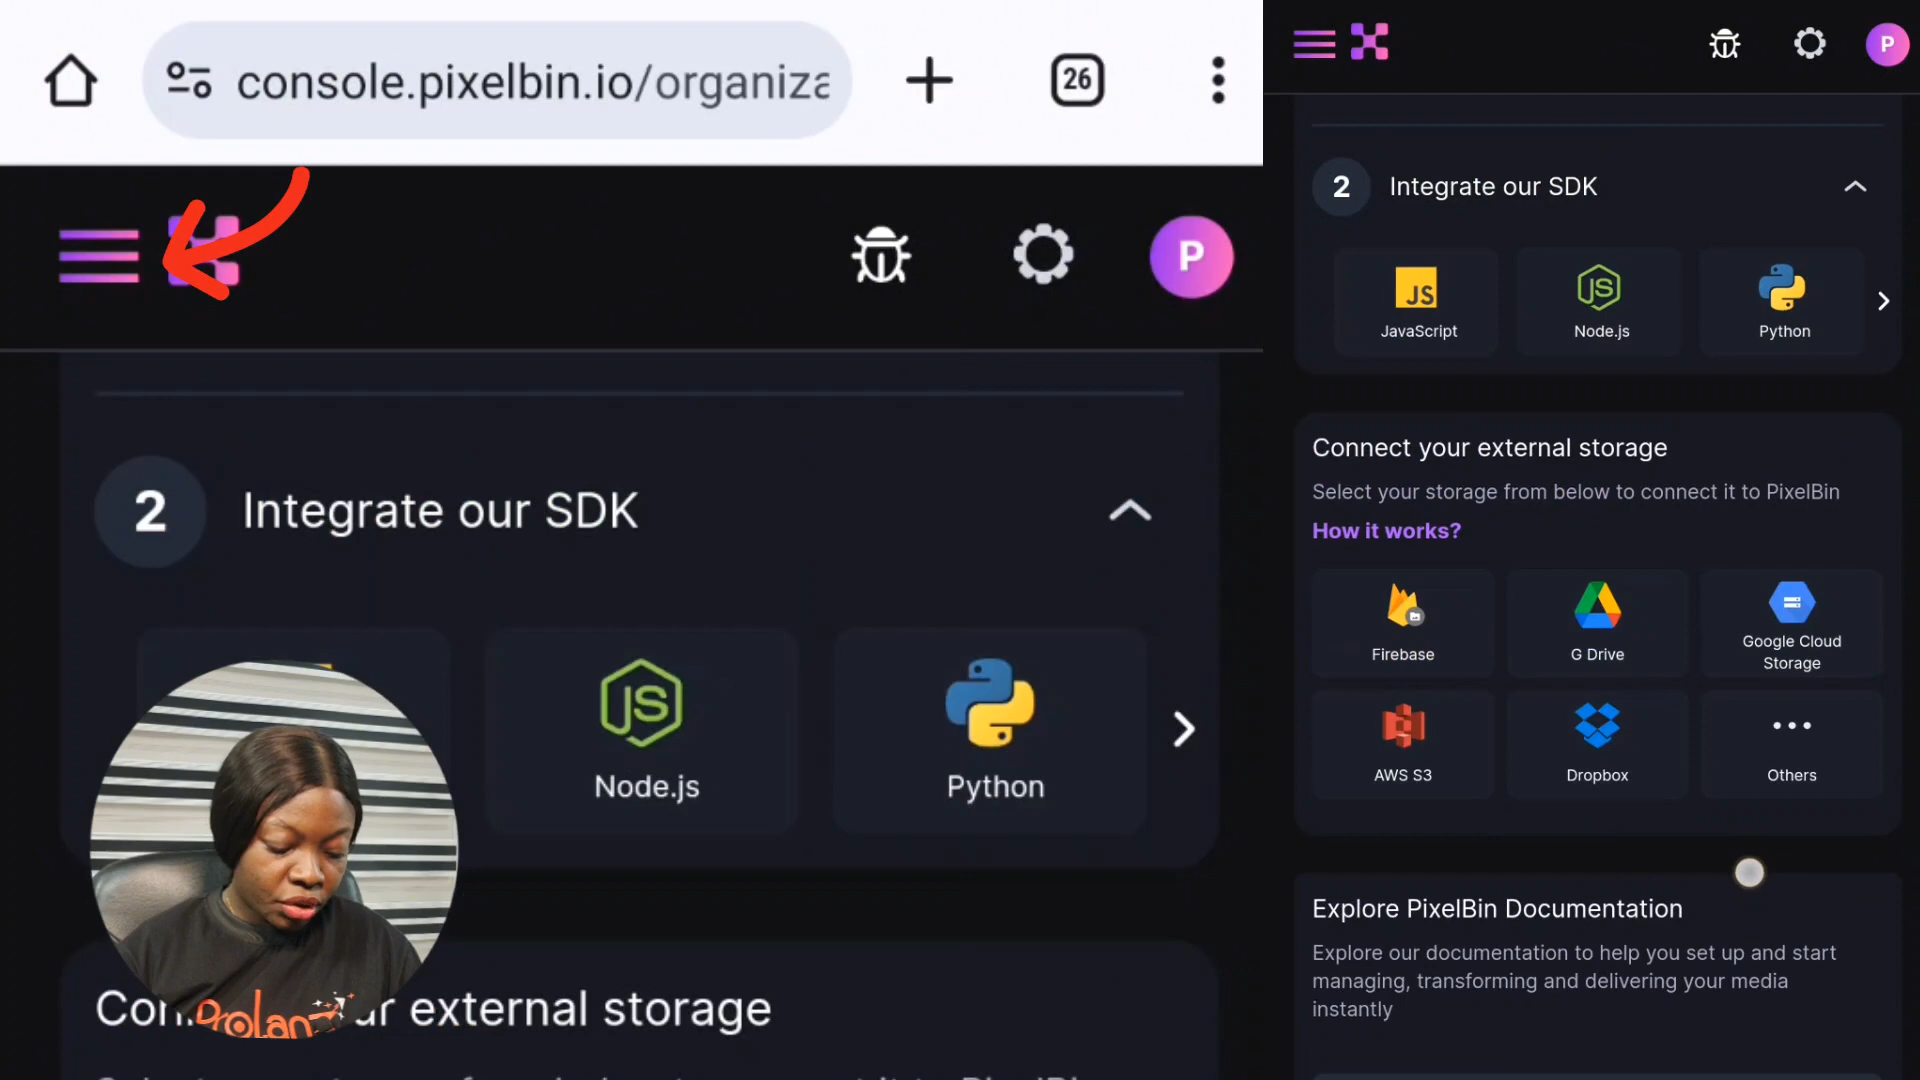 console.pixelbin.io/organiza
26
P
2
Integrate our SDK
Node.js
Python
external storage
Prolan
P
2
Integrate our SDK
JS
JavaScript
Node.js
Python
Connect your external storage
Select your storage from below to connect it to PixelBin
How it works?
Firebase
G Drive
Google Cloud
Storage
AWS S3
Dropbox
Others
Explore PixelBin Documentation
Explore our documentation to help you set up and start
managing, transforming and delivering your media
instantly